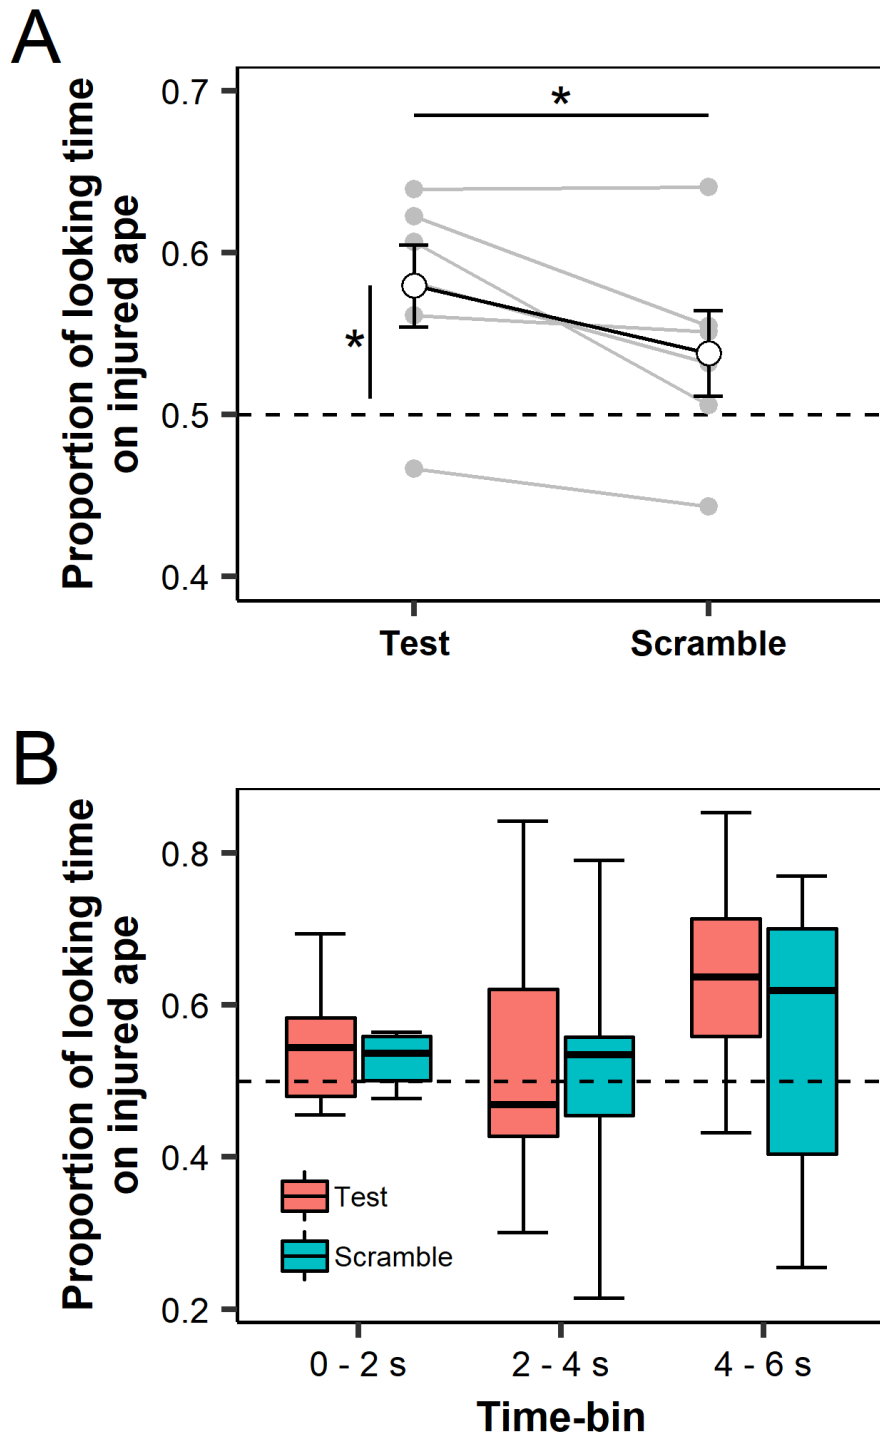 A
Proportion of looking time
on injured ape
0.7
0.6
0.5
0.4
*
*
Test
Scramble
B
Proportion of looking time
on injured ape
0.8
0.6
0.4
0.2
Test
Scramble
0 - 2 s
2 - 4 s
4 - 6 s
Time-bin